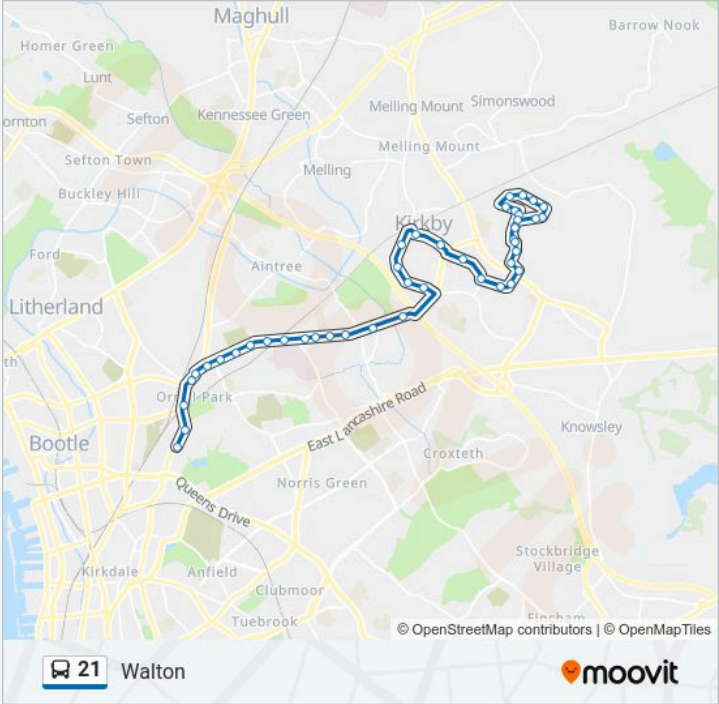 Maghull
Barrow Nook
Homer Green
Lunt
Melling Mount
Simonswood
ornton
Sefton
Kennessee Green
Melling Mount
Sefton Town
Melling
Buckley Hill
Kirkby
Ford
Aintree
Litherland
th
Orrell Park
East Lancashire Road
Bootle
Knowsley
Croxteth
Queens Drive
Norris Green
Stockbridge
Village
Kirkdale
Anfield
Clubmoor
Tuebrook
Fincham
© OpenStreetMap contributors | © OpenMapTiles
21 Walton
moovit